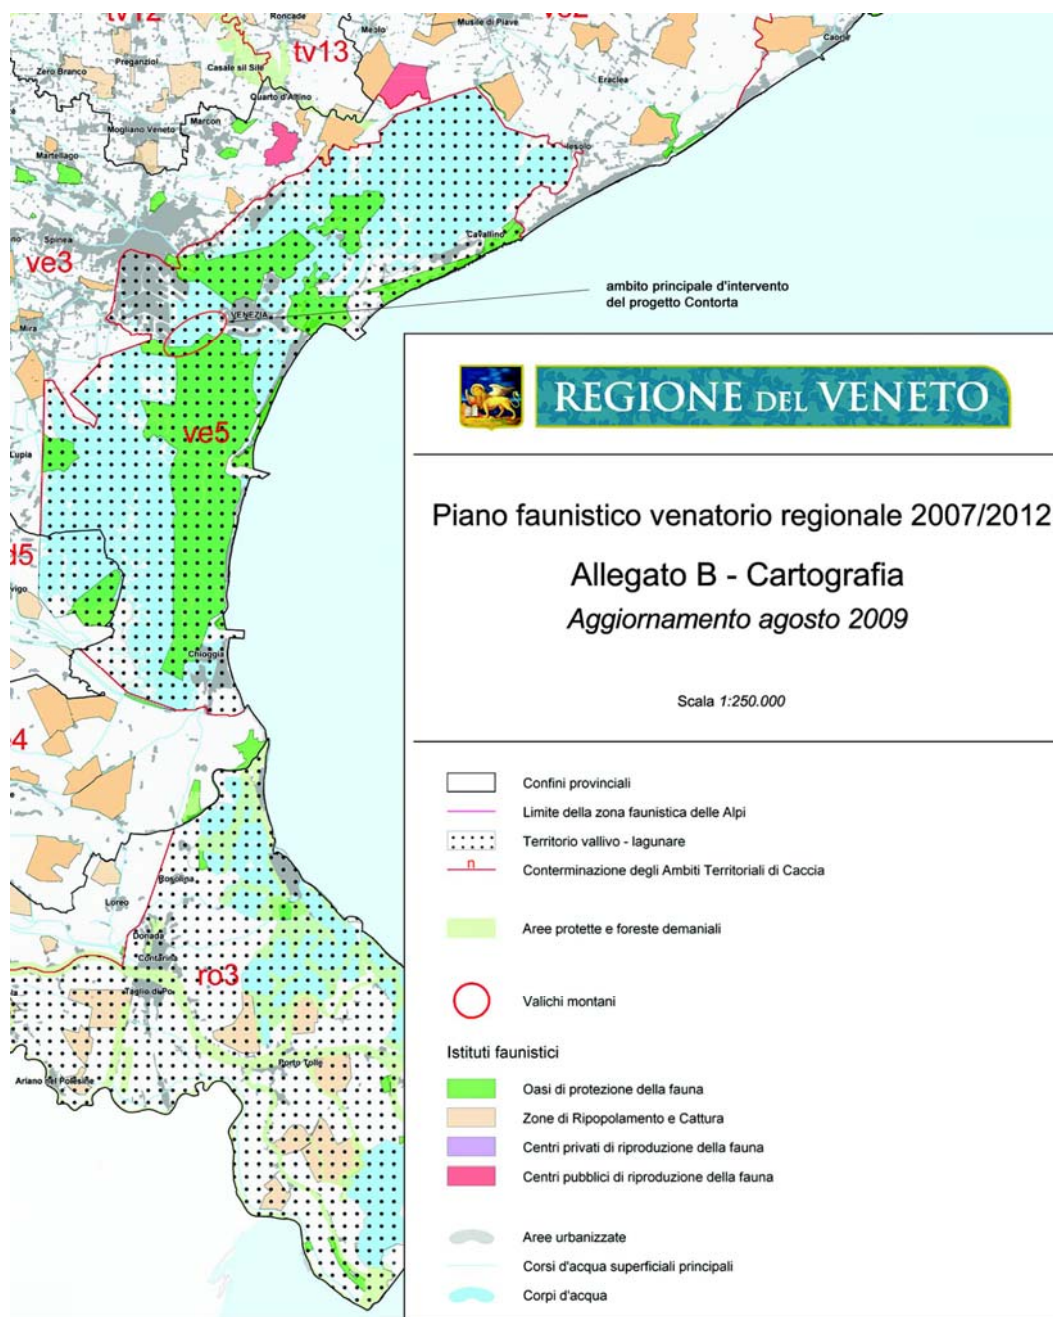 tv12
Roncade
Meolo
Musile di Piave
ve2
Caorle
Preganziol
Zero Branco
Casale sul Sile
tv13
Eraclea
Quarto d'Altino
Marcon
Mogliano Veneto
Martellago
Jesolo
Spinea
ve3
Cavallino
ambito principale d'intervento
del progetto Contorta
VENEZIA
Mira
REGIONE DEL VENETO
ve5
Lupia
Piano faunistico venatorio regionale 2007/2012
d5
Allegato B - Cartografia
vigo
Aggiornamento agosto 2009
Chioggia
Scala 1:250.000
4
Confini provinciali
Limite della zona faunistica delle Alpi
Territorio vallivo - lagunare
n
Conterminazione degli Ambiti Territoriali di Caccia
Rosolina
Loreo
Aree protette e foreste demaniali
Donada
Contarina
ro3
Taglio di Po
Valichi montani
Istituti faunistici
Porto Tolle
Ariano nel Polesine
Oasi di protezione della fauna
Zone di Ripopolamento e Cattura
Centri privati di riproduzione della fauna
Centri pubblici di riproduzione della fauna
Aree urbanizzate
Corsi d'acqua superficiali principali
Corpi d'acqua